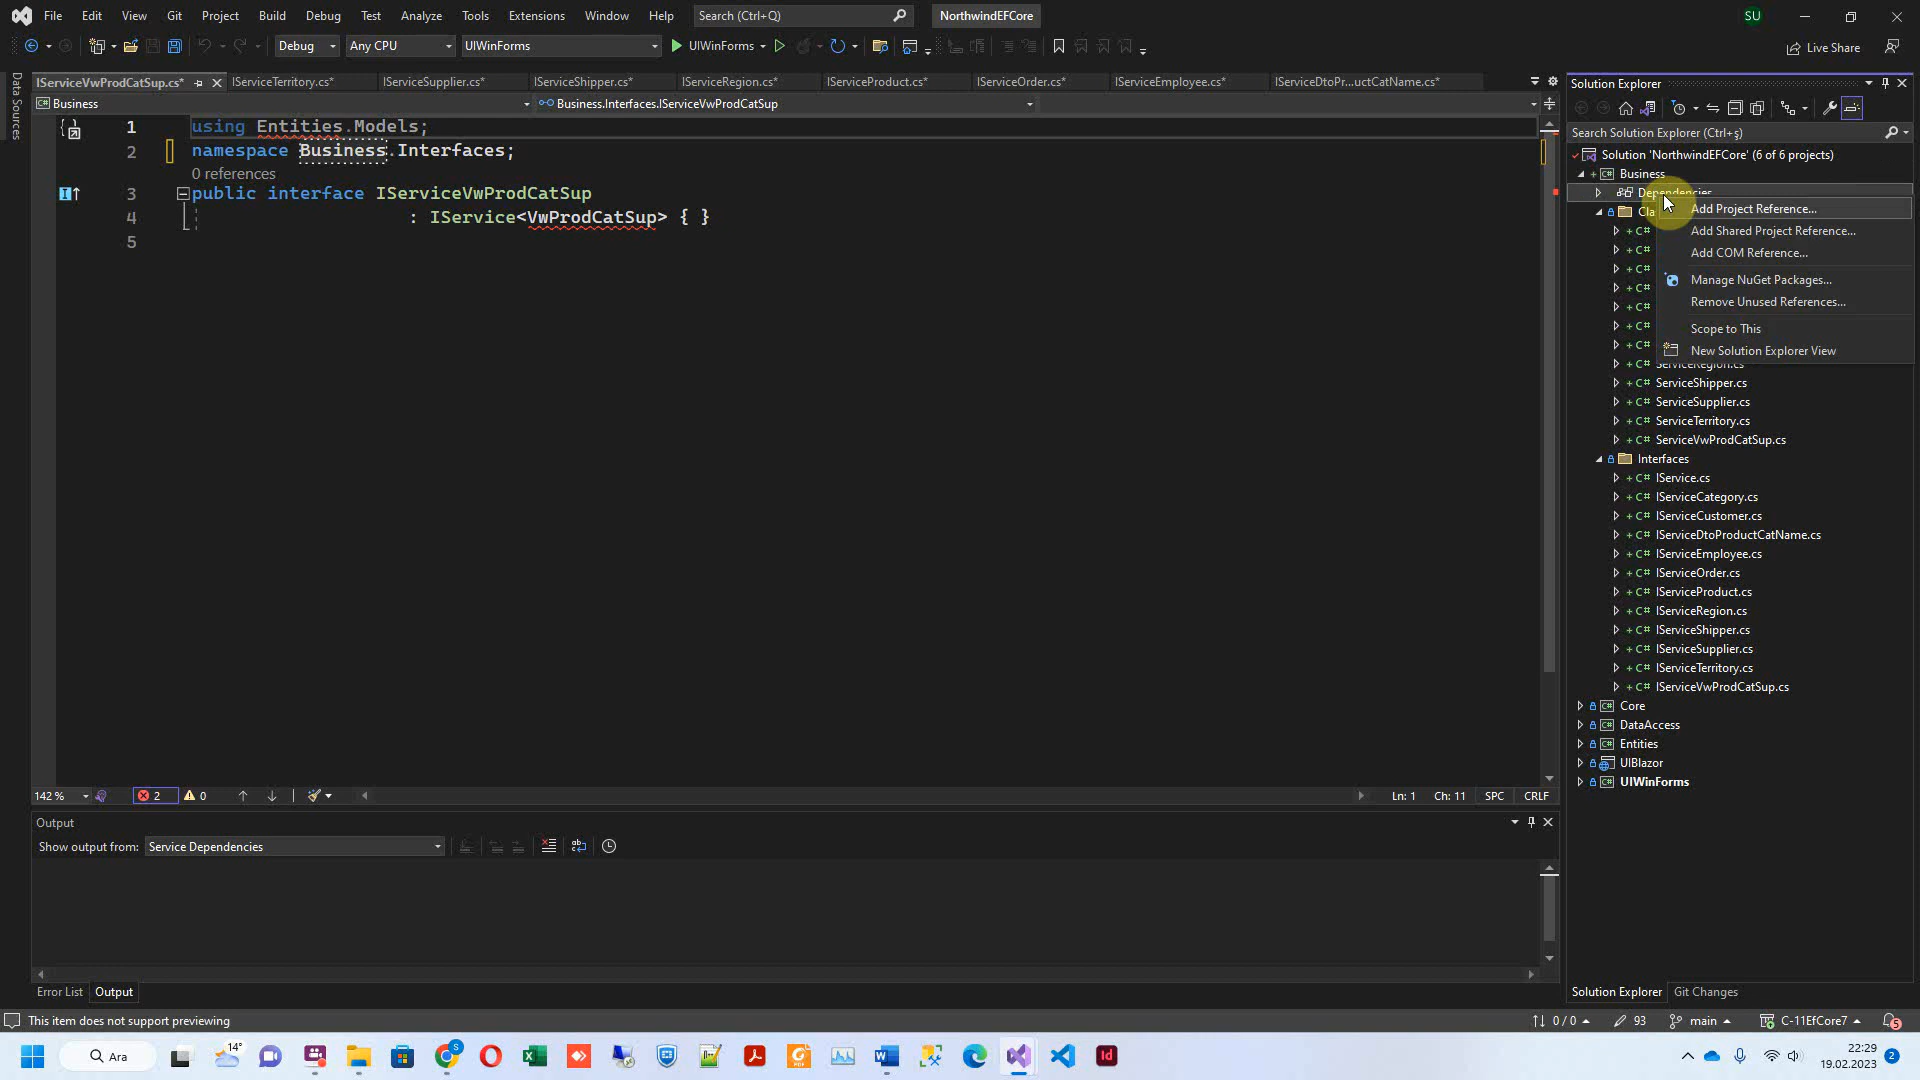 File Edit View Git Project Build Debug Test Analyze Tools Extensions Window Help Search (Ctrl+Q) NorthwindEFCore SU
Debug Any CPU UIWinForms UIWinForms Live Share
Data Sources
IServiceVwProdCatSup.cs* IServiceTerritory.cs* IServiceSupplier.cs* IServiceShipper.cs* IServiceRegion.cs* IServiceProduct.cs* IServiceOrder.cs* IServiceEmployee.cs* IServiceDtoPr...uctCatName.cs*
Business Business.Interfaces.IServiceVwProdCatSup
1 using Entities.Models;
2 namespace Business.Interfaces;
0 references
3 public interface IServiceVwProdCatSup
4 : IService<VwProdCatSup> { }
5
142 % 2 0 Ln: 1 Ch: 11 SPC CRLF
Output
Show output from: Service Dependencies
Error List Output
Solution Explorer
Search Solution Explorer (Ctrl+ş)
Solution 'NorthwindEFCore' (6 of 6 projects)
Business
Dependencies
Cla
Add Project Reference...
Add Shared Project Reference...
Add COM Reference...
Manage NuGet Packages...
Remove Unused References...
Scope to This
New Solution Explorer View
ServiceRegion.cs
ServiceShipper.cs
ServiceSupplier.cs
ServiceTerritory.cs
ServiceVwProdCatSup.cs
Interfaces
IService.cs
IServiceCategory.cs
IServiceCustomer.cs
IServiceDtoProductCatName.cs
IServiceEmployee.cs
IServiceOrder.cs
IServiceProduct.cs
IServiceRegion.cs
IServiceShipper.cs
IServiceSupplier.cs
IServiceTerritory.cs
IServiceVwProdCatSup.cs
Core
DataAccess
Entities
UIBlazor
UIWinForms
Solution Explorer Git Changes
This item does not support previewing 0 / 0 93 main C-11EfCore7 5
Ara 14° S Id 22:29 2
19.02.2023